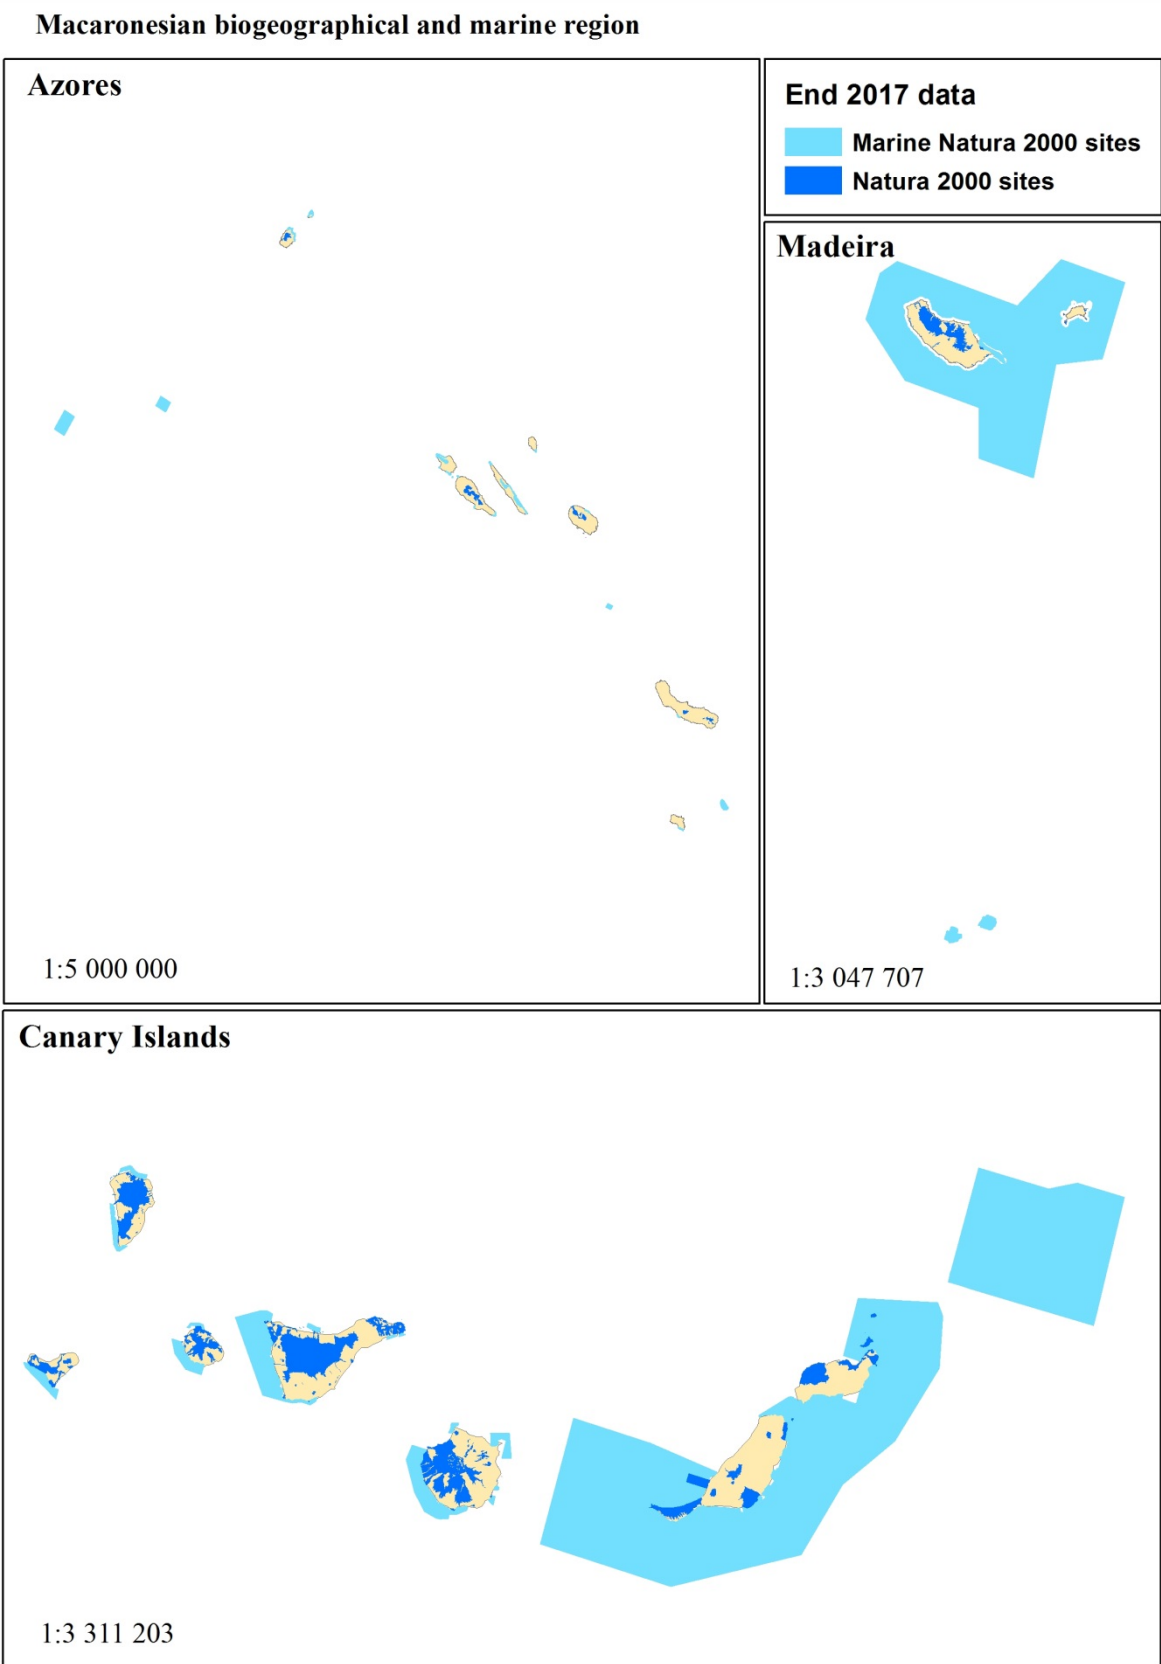 Macaronesian biogeographical and marine region
Azores
End 2017 data
Marine Natura 2000 sites
Natura 2000 sites
Madeira
1:5 000 000
1:3 047 707
Canary Islands
1:3 311 203